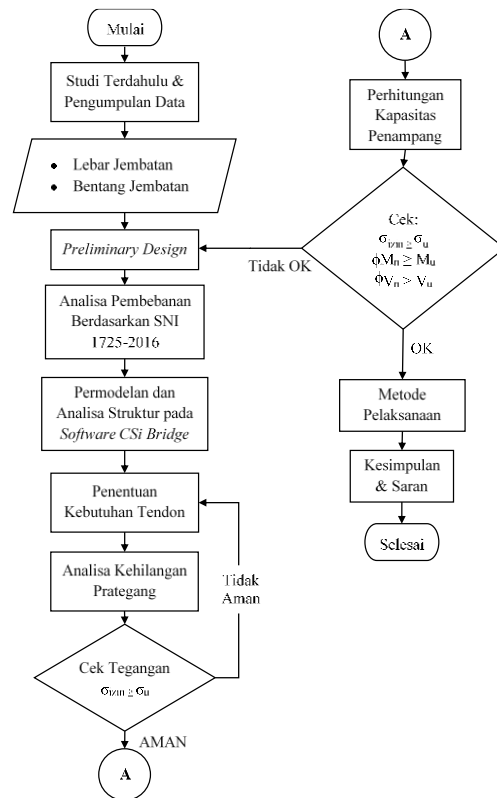 Mulai
Studi Terdahulu &
Pengumpulan Data
• Lebar Jembatan
• Bentang Jembatan
Preliminary Design
Analisa Pembebanan
Berdasarkan SNI
1725-2016
Permodelan dan
Analisa Struktur pada
Software CSi Bridge
Penentuan
Kebutuhan Tendon
Analisa Kehilangan
Prategang
Tidak
Aman
Cek Tegangan
σizin ≥ σu
AMAN
A
A
Perhitungan
Kapasitas
Penampang
Cek:
σizin ≥ σu
ϕMn ≥ Mu
ϕVn > Vu
Tidak OK
OK
Metode
Pelaksanaan
Kesimpulan
& Saran
Selesai